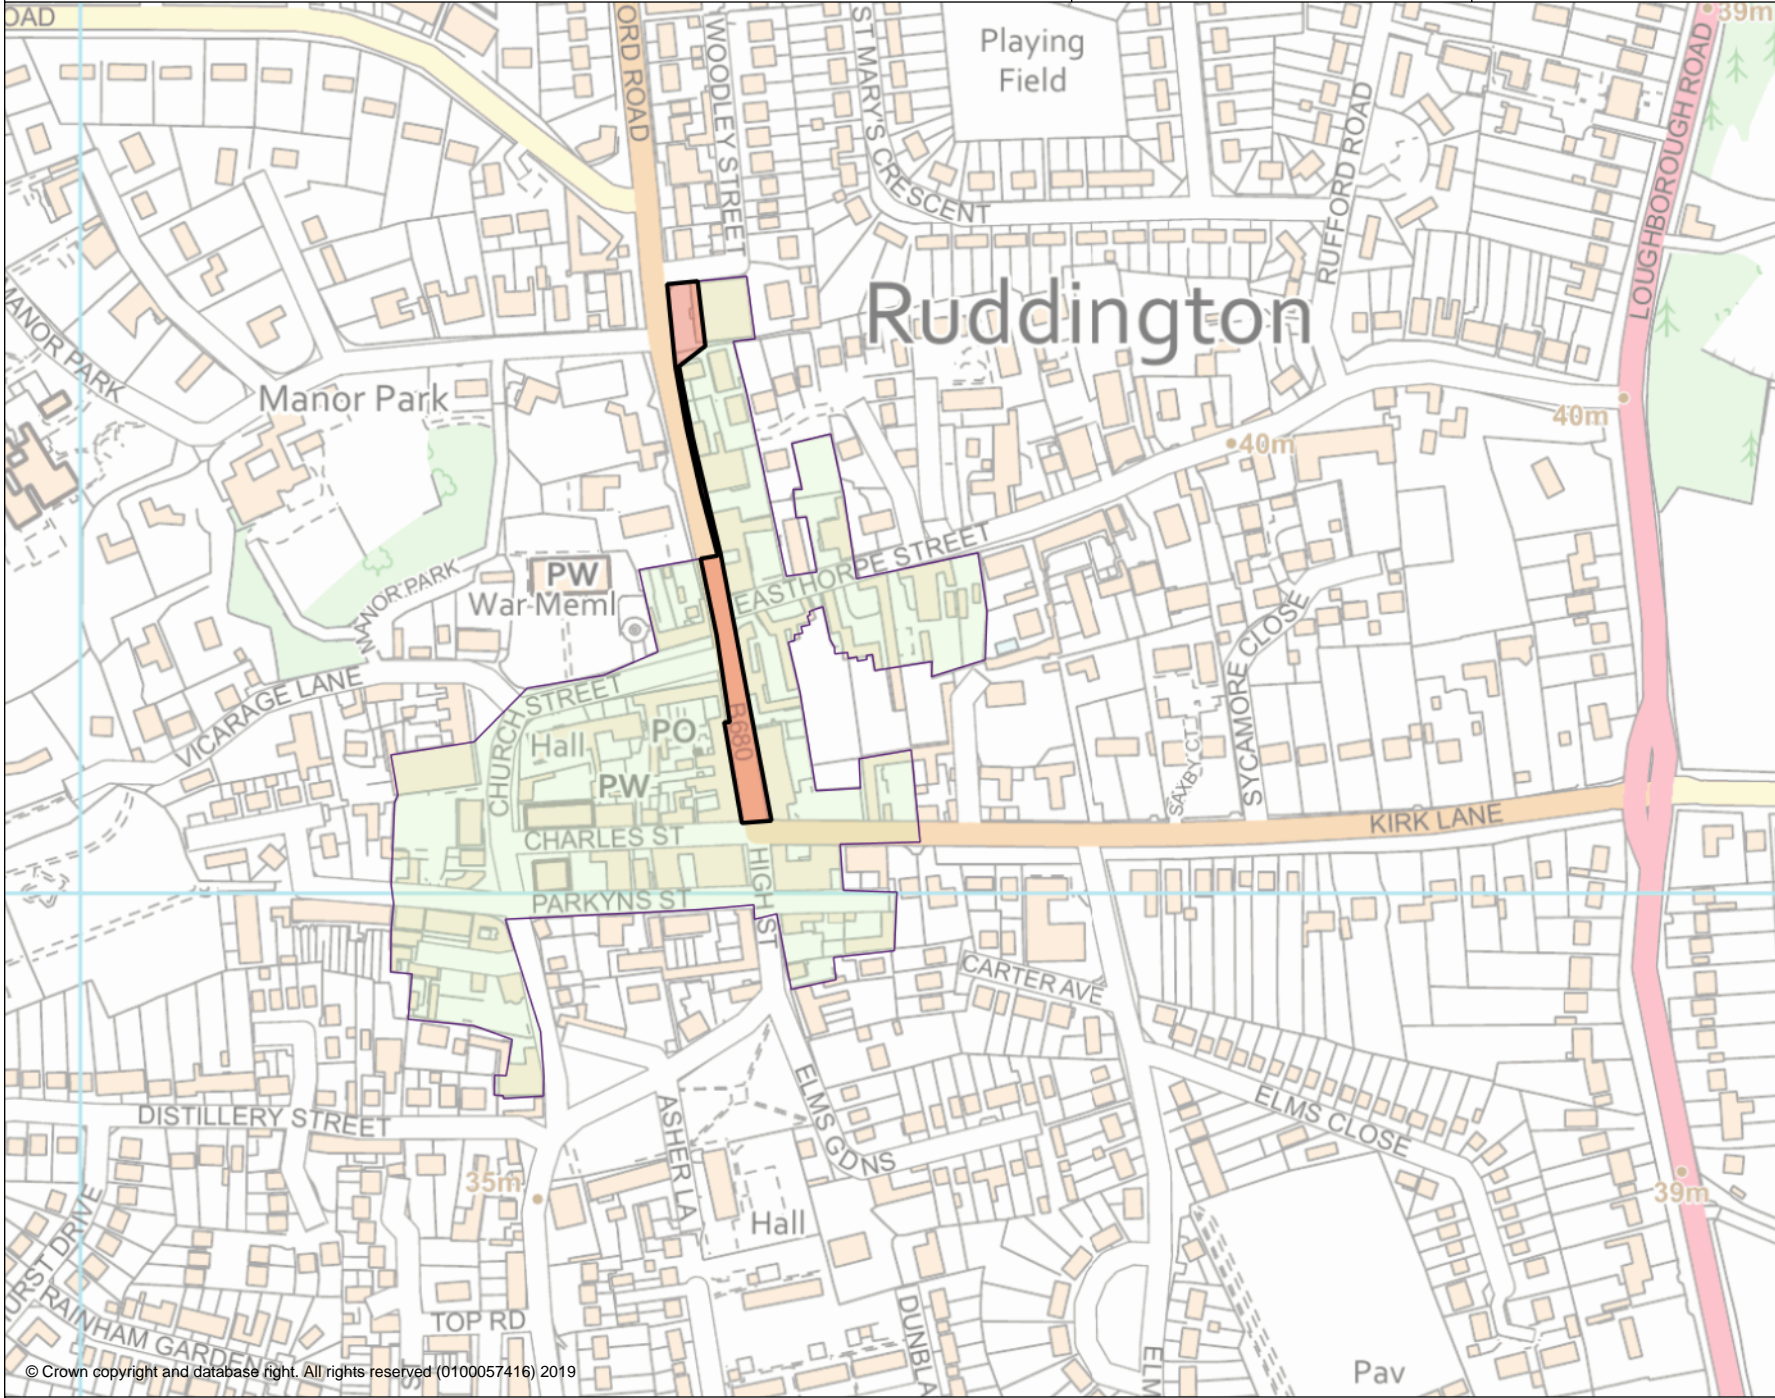 OAD
ORD ROAD
WOODLEY STREET
ST MARY'S CRESCENT
Playing
Field
RUFFORD ROAD
LOUGHBOROUGH ROAD
39m
Ruddington
MANOR PARK
Manor Park
40m
40m
EASTHORPE STREET
PW
War Meml
MANOR PARK
VICARAGE LANE
CHURCH STREET
PO
Hall
PW
B680
SYCAMORE CLOSE
SAXBY CT
KIRK LANE
CHARLES ST
HIGH ST
PARKYNS ST
CARTER AVE
DISTILLERY STREET
ASHER LA
ELMS GDNS
ELMS CLOSE
35m
39m
Hall
URST DRIVE
RAINHAM GARDENS
TOP RD
DUNBLA
ELM
Pav
© Crown copyright and database right. All rights reserved (0100057416) 2019